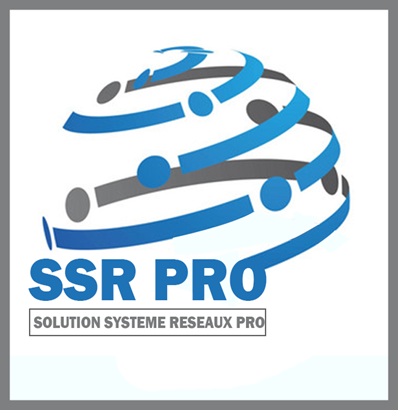 SSR PRO
SOLUTION SYSTEME RESEAUX PRO